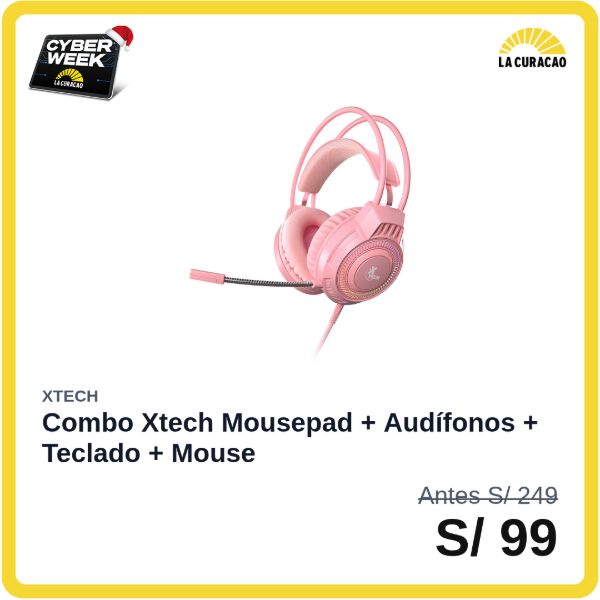 CYBER
WEEK
LA CURACAO
LA CURACAO
XTECH
Combo Xtech Mousepad + Audífonos +
Teclado + Mouse
Antes S/ 249
S/ 99